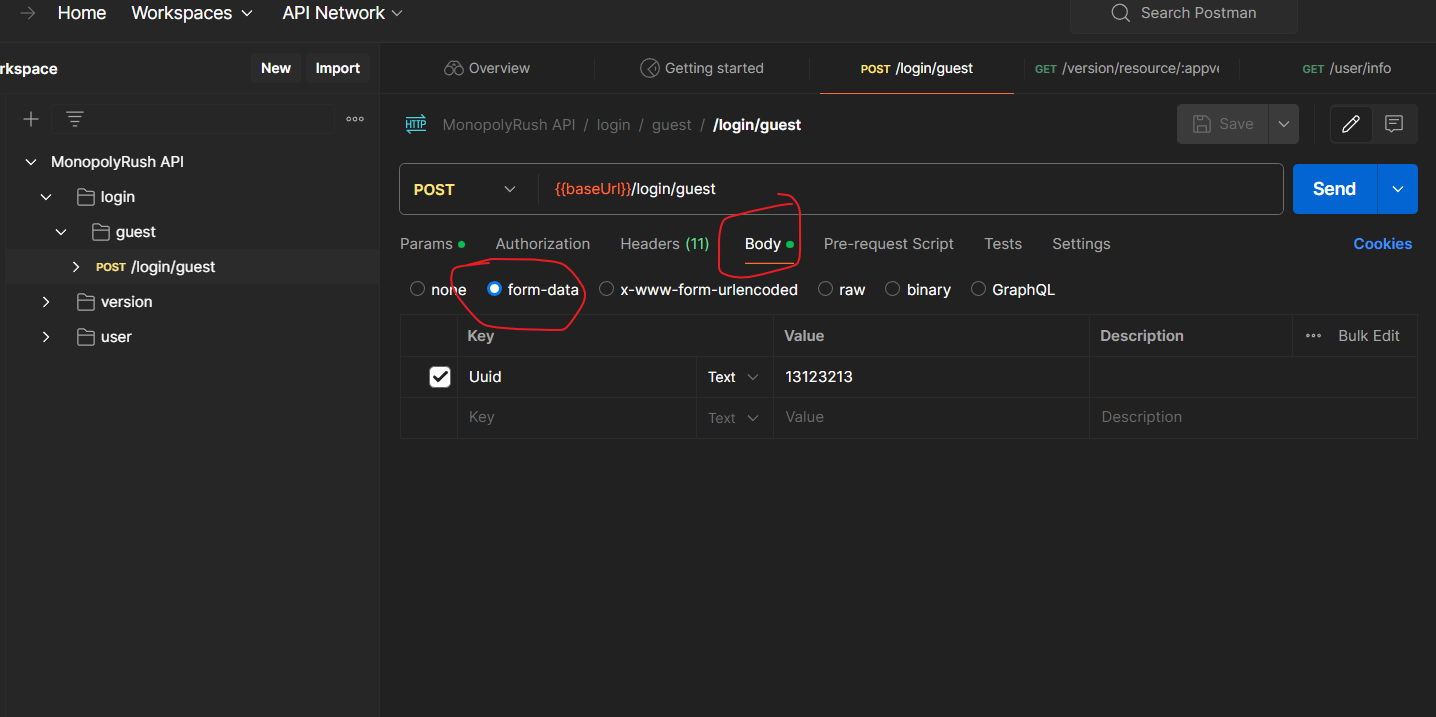 Home Workspaces API Network Search Postman
rkspace New Import Overview Getting started POST /login/guest GET /version/resource/:appve GET /user/info
HTTP MonopolyRush API / login / guest / /login/guest Save
MonopolyRush API
login
guest
POST /login/guest
version
user
POST {{baseUrl}}/login/guest Send
Params Authorization Headers (11) Body Pre-request Script Tests Settings Cookies
none form-data x-www-form-urlencoded raw binary GraphQL
Key Value Description Bulk Edit
Uuid Text 13123213
Key Text Value Description